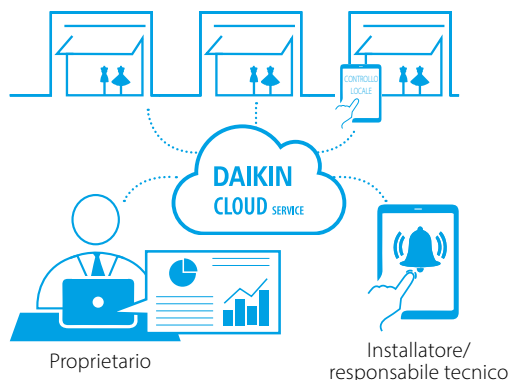 CONTROLLO
LOCALE
DAIKIN
CLOUD SERVICE
Proprietario
Installatore/
responsabile tecnico